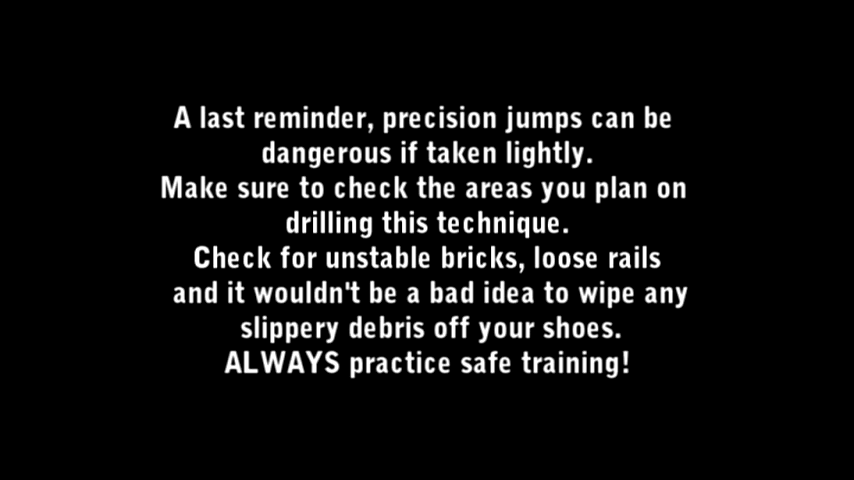 A last reminder, precision jumps can be
dangerous if taken lightly.
Make sure to check the areas you plan on
drilling this technique.
Check for unstable bricks, loose rails
and it wouldn't be a bad idea to wipe any
slippery debris off your shoes.
ALWAYS practice safe training!